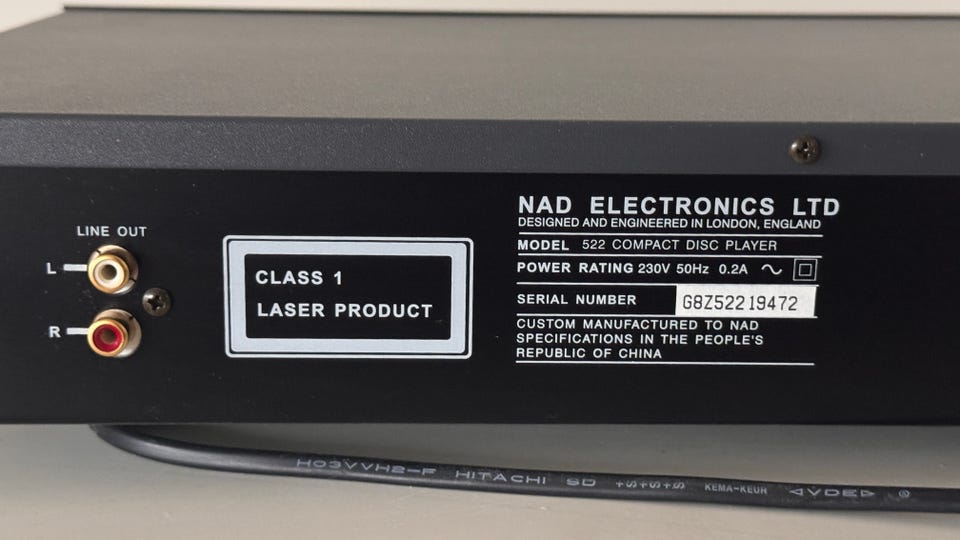 LINE OUT
L
R
CLASS 1
LASER PRODUCT
NAD ELECTRONICS LTD
DESIGNED AND ENGINEERED IN LONDON, ENGLAND
MODEL 522 COMPACT DISC PLAYER
POWER RATING 230V 50Hz 0.2A
SERIAL NUMBER G8Z52219472
CUSTOM MANUFACTURED TO NAD
SPECIFICATIONS IN THE PEOPLE'S
REPUBLIC OF CHINA
H03VVH2-F HITACHI SD +S+S+S KEMA-KEUR VDE